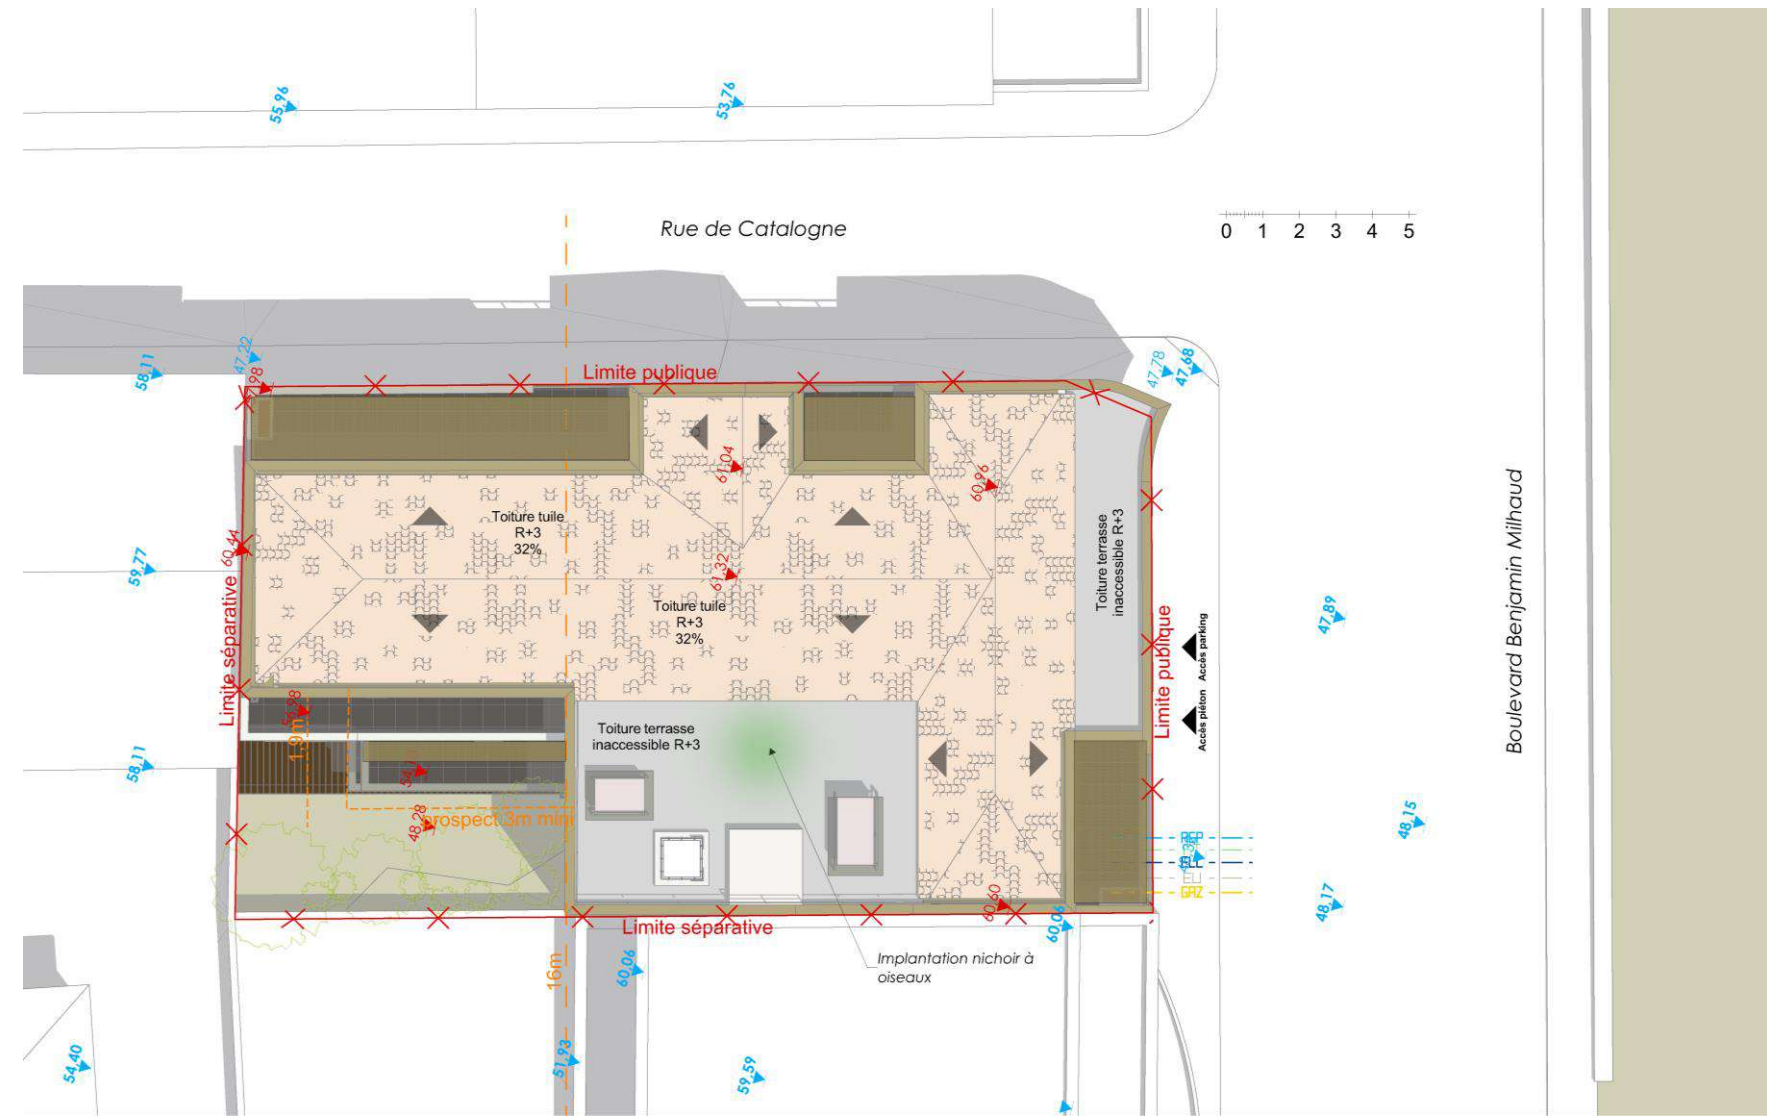 55,96
53,76
Rue de Catalogne
0 1 2 3 4 5
58,11
47,22
Limite publique
47,78
47,68
61,04
60,96
Toiture tuile
R+3
32%
Toiture terrasse
inaccessible R+3
Boulevard Benjamin Milhaud
59,77
60,44
61,32
Toiture tuile
R+3
32%
47,89
Limite séparative
Limite publique
Accès parking
Accès piéton
56,98
1.9m
Toiture terrasse
inaccessible R+3
58,11
48,28
prospect 3m mini
48,15
EU
GAZ
48,17
60,60
60,06
Limite séparative
Implantation nichoir à
oiseaux
16m
60,06
54,40
51,93
59,59